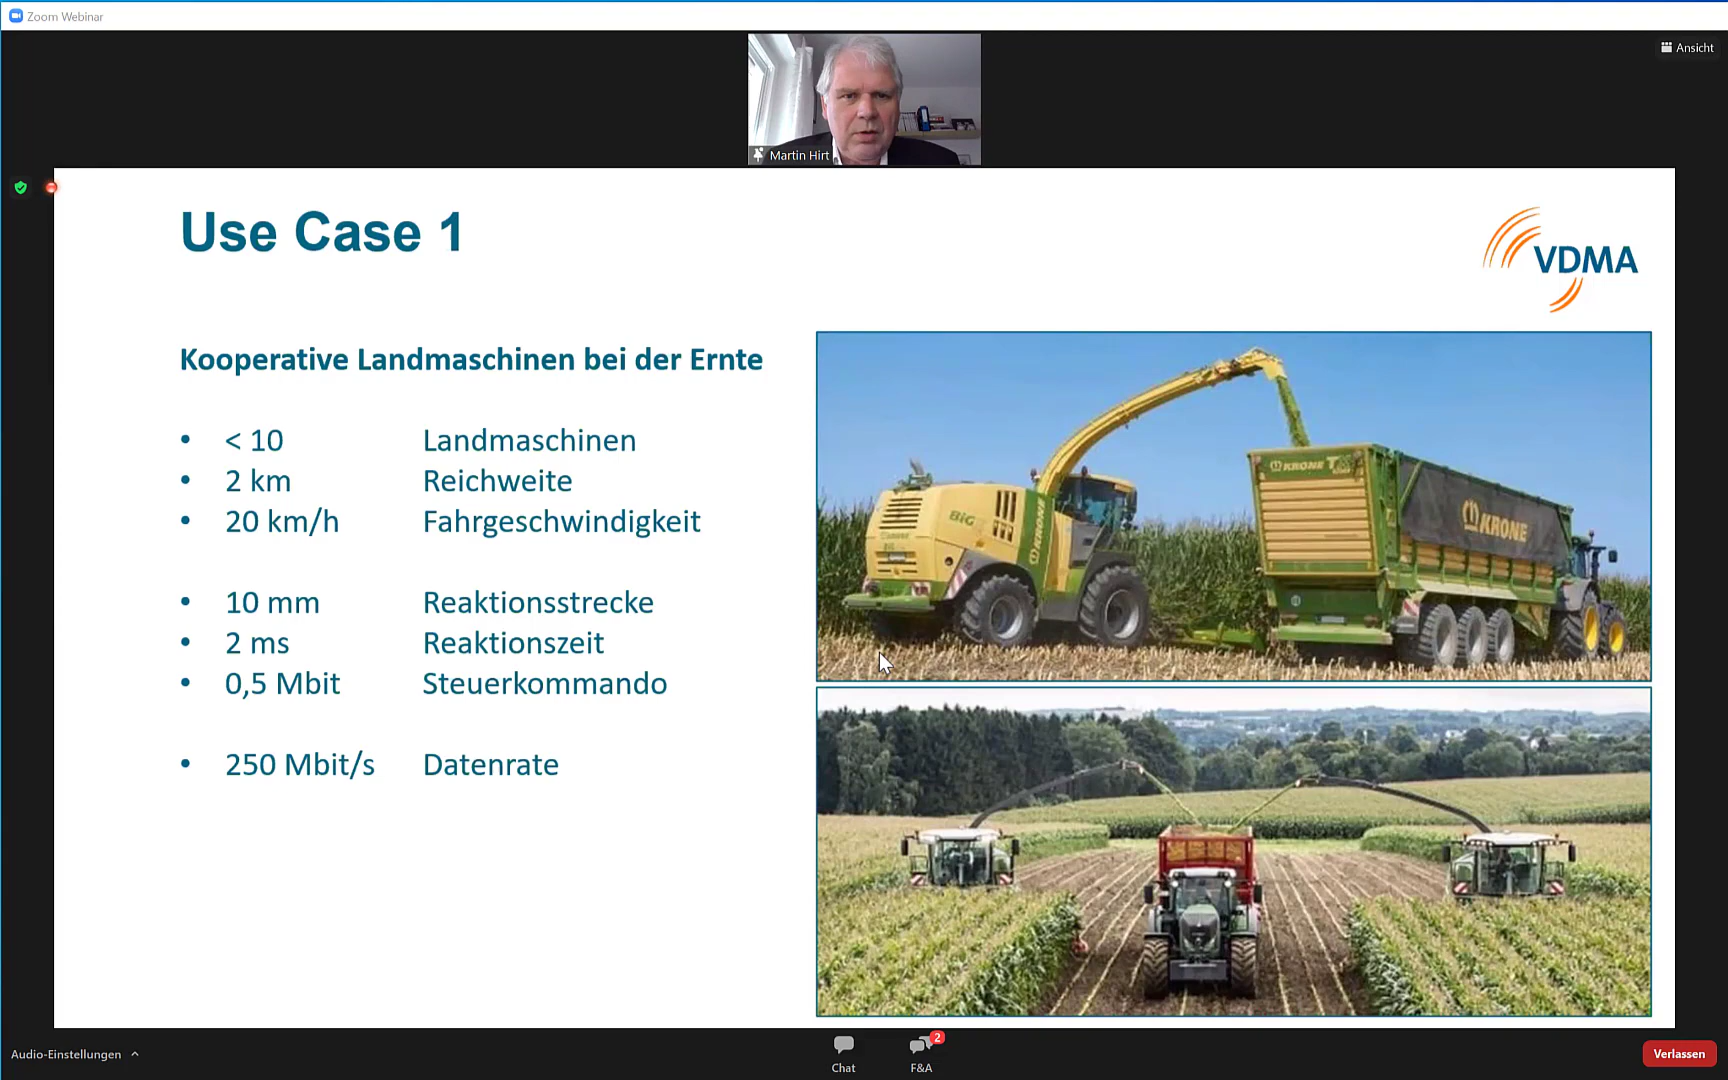 Zoom Webinar
Ansicht
Martin Hirt
Use Case 1
VDMA
Kooperative Landmaschinen bei der Ernte
• < 10 Landmaschinen
• 2 km Reichweite
• 20 km/h Fahrgeschwindigkeit
• 10 mm Reaktionsstrecke
• 2 ms Reaktionszeit
• 0,5 Mbit Steuerkommando
• 250 Mbit/s Datenrate
KRONE
BiG
KRONE
KRONE
Audio-Einstellungen
Chat
2
F&A
Verlassen